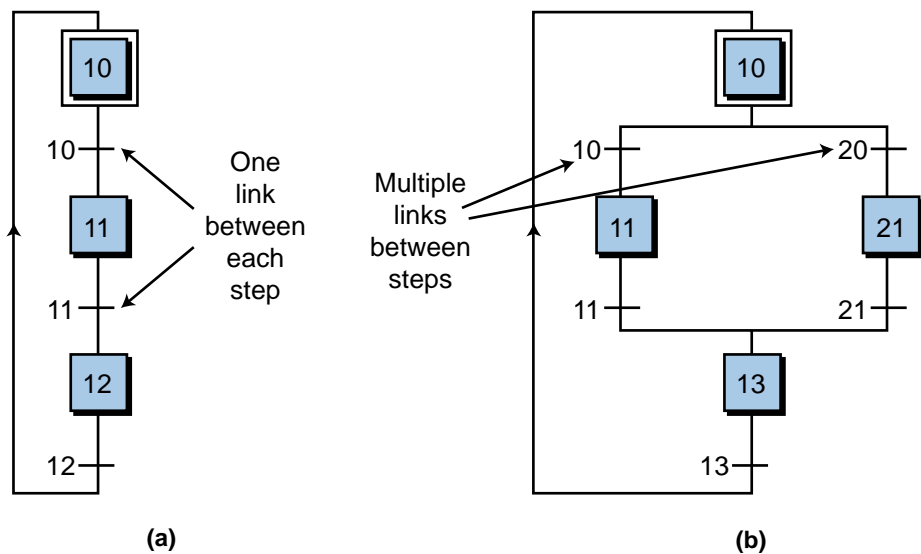 10
10
One
link
between
each
step
11
11
12
12
(a)
10
10
20
Multiple
links
between
steps
11
21
11
21
13
13
(b)